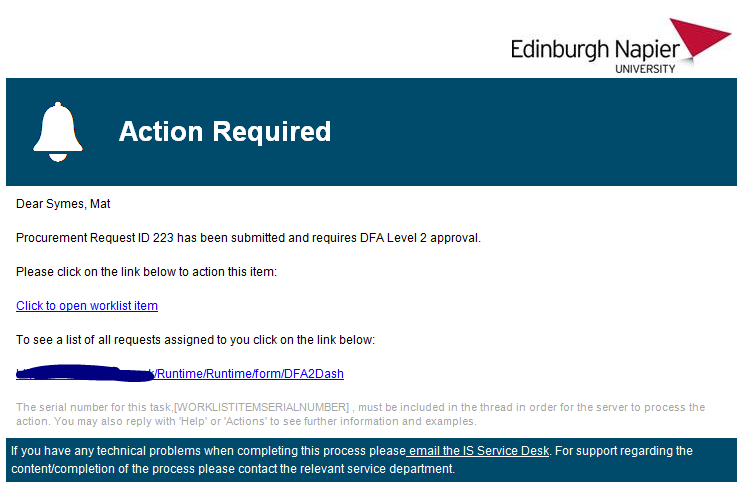 Edinburgh Napier
UNIVERSITY
Action Required
Dear Symes, Mat
Procurement Request ID 223 has been submitted and requires DFA Level 2 approval.
Please click on the link below to action this item:
Click to open worklist item
To see a list of all requests assigned to you click on the link below:
/Runtime/Runtime/form/DFA2Dash
The serial number for this task,[WORKLISTITEMSERIALNUMBER] , must be included in the thread in order for the server to process the
action. You may also reply with 'Help' or 'Actions' to see further information and examples.
If you have any technical problems when completing this process please email the IS Service Desk. For support regarding the
content/completion of the process please contact the relevant service department.